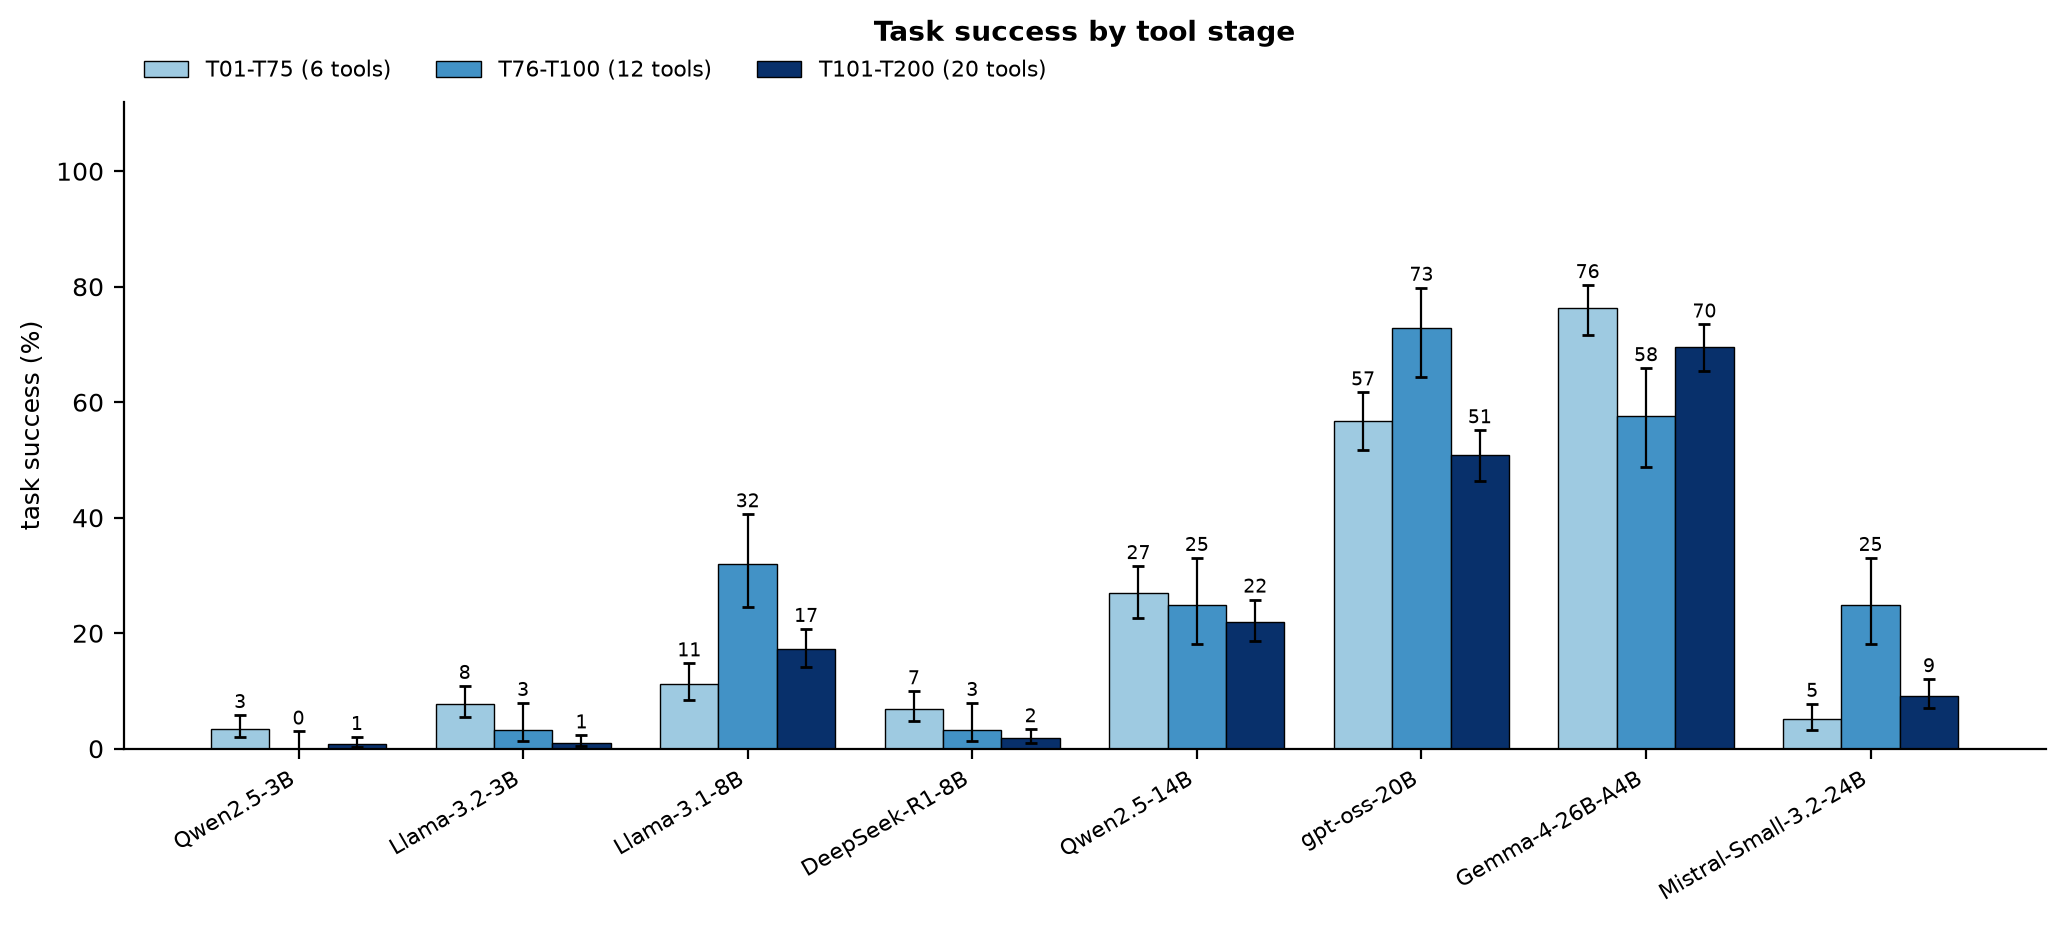 Task success by tool stage
T01-T75 (6 tools) T76-T100 (12 tools) T101-T200 (20 tools)
task success (%)
100
80
60
40
20
0
3 0 1
8 3 1
11 32 17
7 3 2
27 25 22
57 73 51
76 58 70
5 25 9
Qwen2.5-3B
Llama-3.2-3B
Llama-3.1-8B
DeepSeek-R1-8B
Qwen2.5-14B
gpt-oss-20B
Gemma-4-26B-A4B
Mistral-Small-3.2-24B